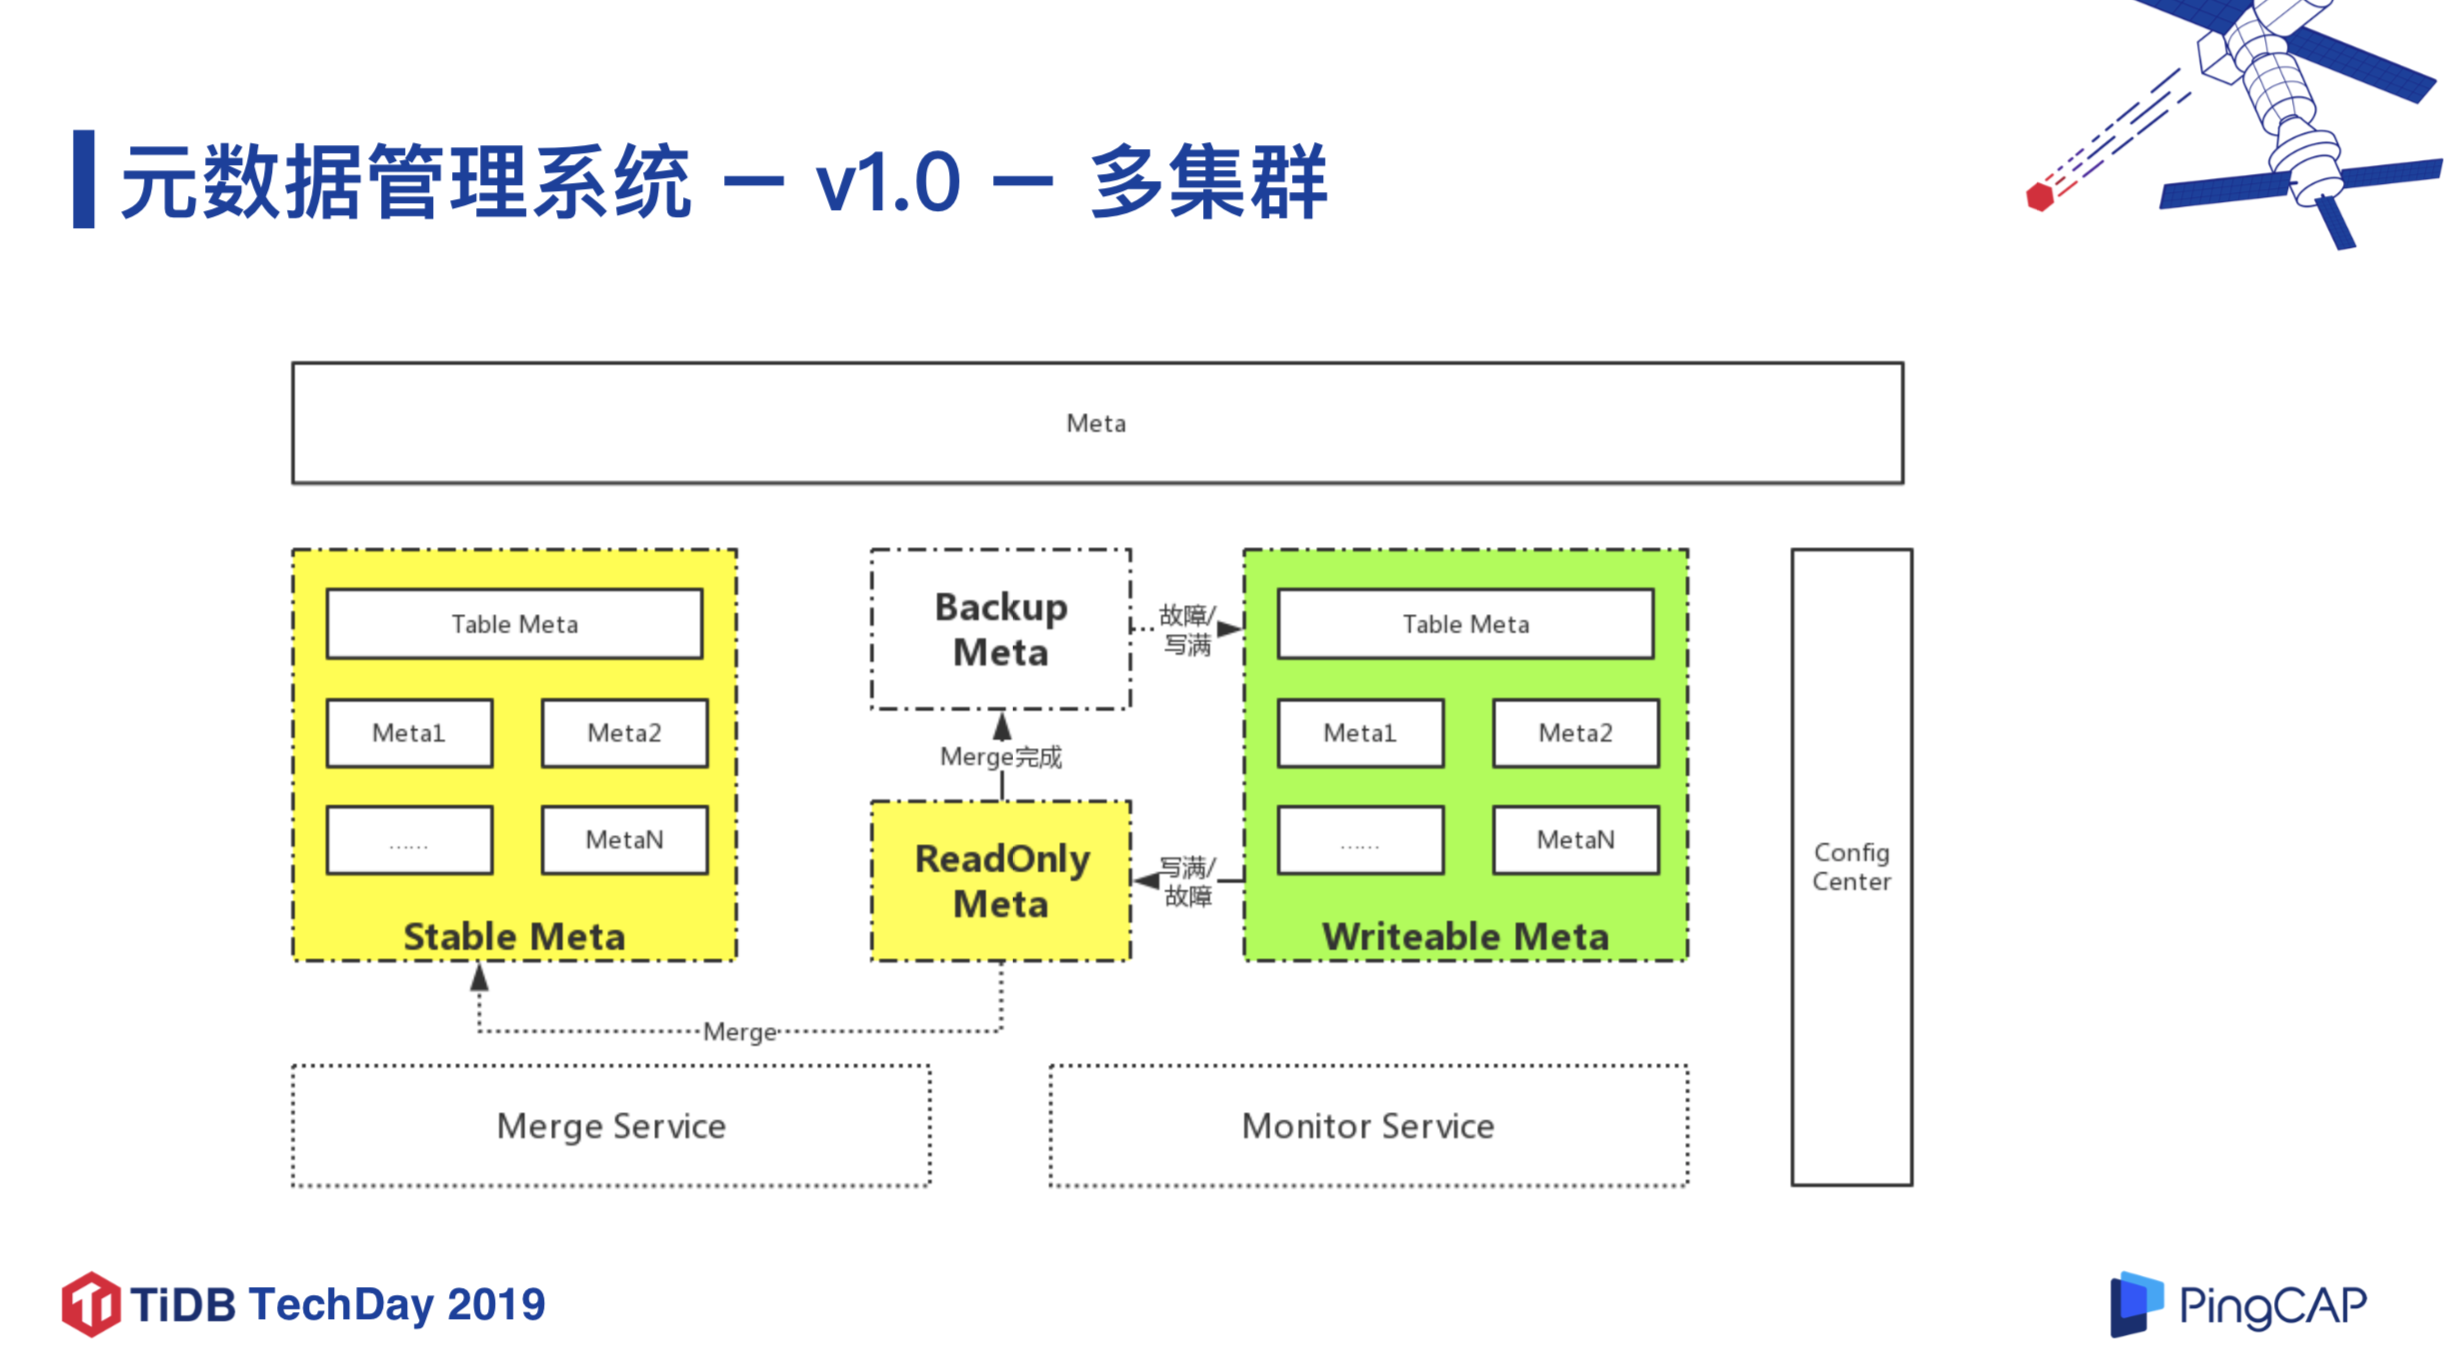 元数据管理系统 － v1.0 － 多集群
Meta
Table Meta
Meta1
Meta2
……
MetaN
Stable Meta
Backup
Meta
故障/
写满
Merge完成
ReadOnly
Meta
写满/
故障
Table Meta
Meta1
Meta2
……
MetaN
Writeable Meta
Config
Center
Merge
Merge Service
Monitor Service
TiDB TechDay 2019
PingCAP